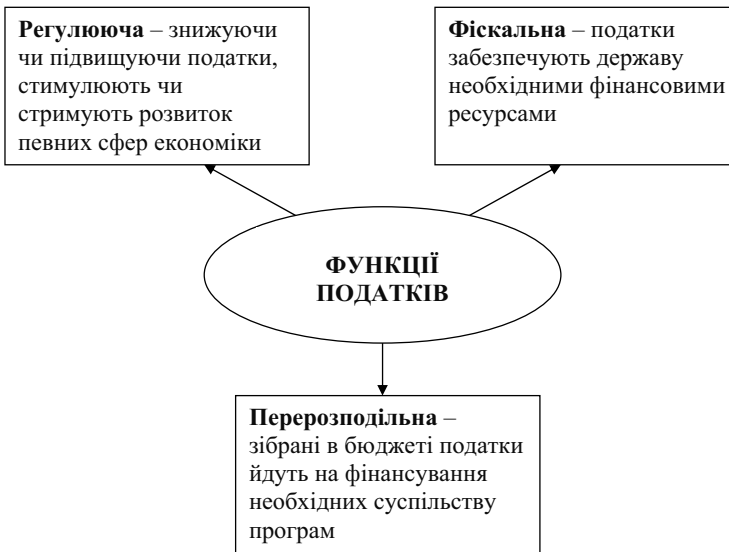 Регулююча – знижуючи
чи підвищуючи податки,
стимулюють чи
стримують розвиток
певних сфер економіки
Фіскальна – податки
забезпечують державу
необхідними фінансовими
ресурсами
ФУНКЦІЇ
ПОДАТКІВ
Перерозподільна –
зібрані в бюджеті податки
йдуть на фінансування
необхідних суспільству
програм